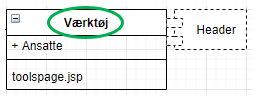 Værktøj
Header
+ Ansatte
toolspage.jsp